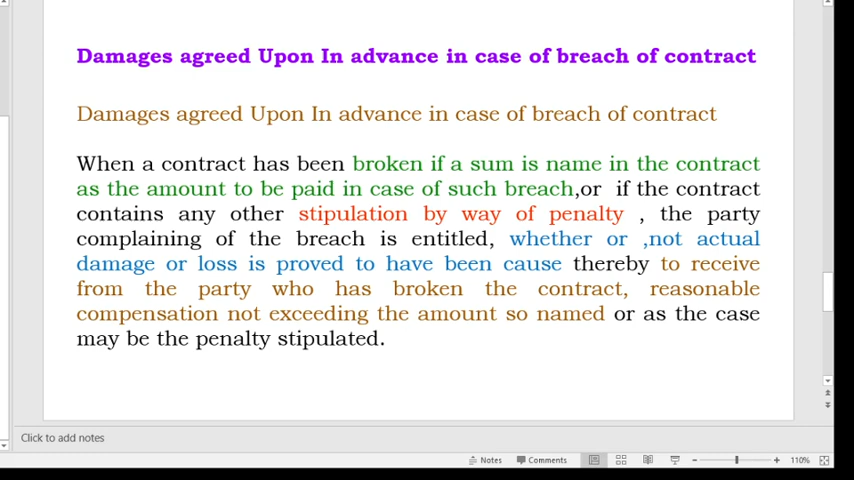 Damages agreed Upon In advance in case of breach of contract
Damages agreed Upon In advance in case of breach of contract
When a contract has been broken if a sum is name in the contract
as the amount to be paid in case of such breach,or if the contract
contains any other stipulation by way of penalty , the party
complaining of the breach is entitled, whether or ,not actual
damage or loss is proved to have been cause thereby to receive
from the party who has broken the contract, reasonable
compensation not exceeding the amount so named or as the case
may be the penalty stipulated.
Click to add notes
Notes Comments 110%